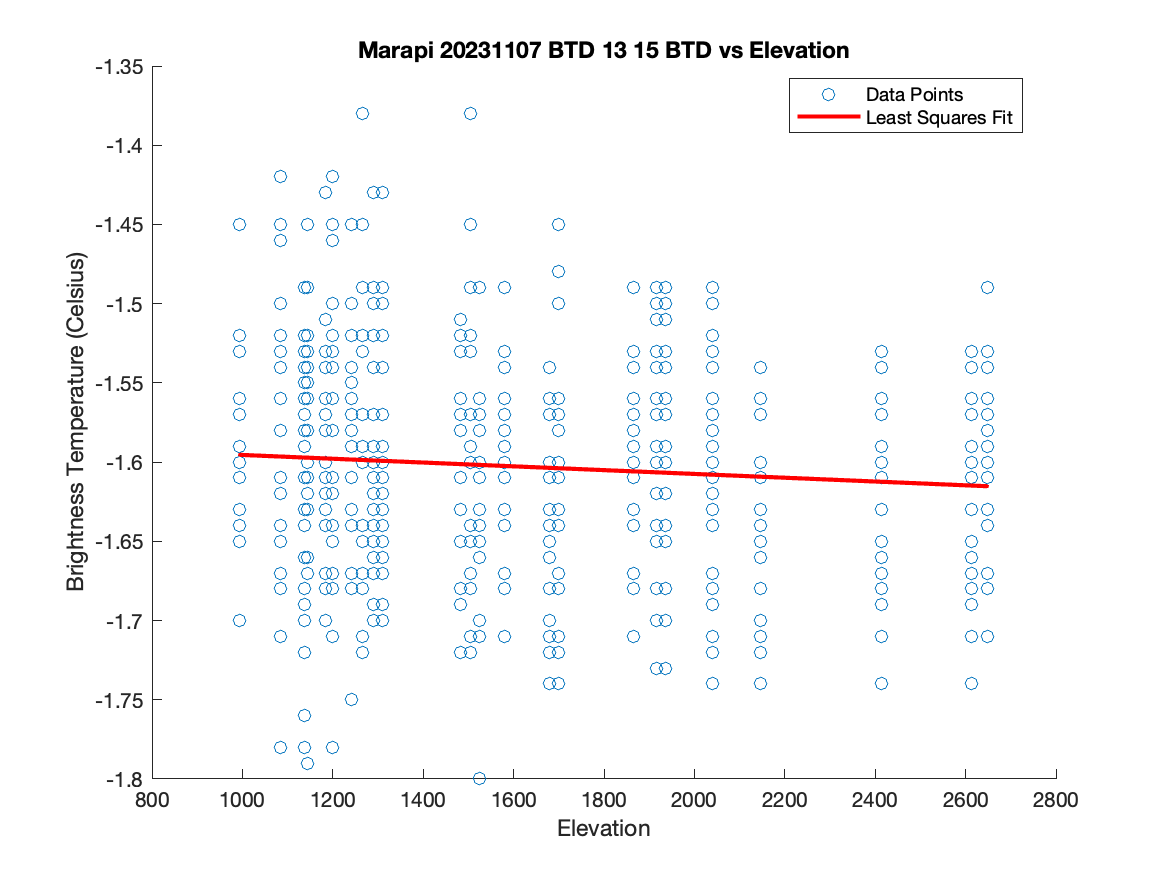 Marapi 20231107 BTD 13 15 BTD vs Elevation
Data Points
Least Squares Fit
Brightness Temperature (Celsius)
-1.35
-1.4
-1.45
-1.5
-1.55
-1.6
-1.65
-1.7
-1.75
-1.8
800 1000 1200 1400 1600 1800 2000 2200 2400 2600 2800
Elevation